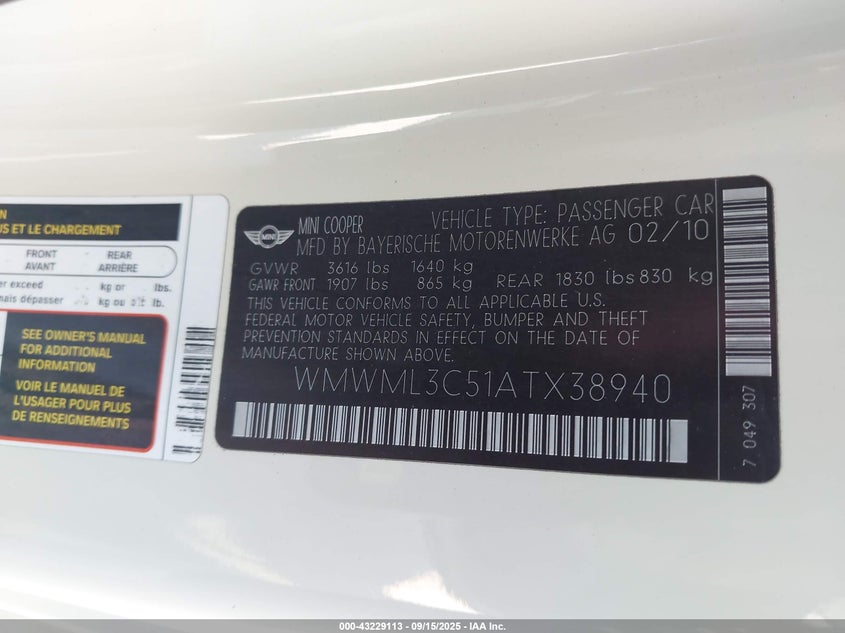 N
US ET LE CHARGEMENT
FRONT REAR
AVANT ARRIÈRE
er exceed kg or lbs.
mais dépasser kg ou lb.
SEE OWNER'S MANUAL
FOR ADDITIONAL
INFORMATION
VOIR LE MANUEL DE
L'USAGER POUR PLUS
DE RENSEIGNEMENTS
MINI
MINI COOPER VEHICLE TYPE: PASSENGER CAR
MFD BY BAYERISCHE MOTORENWERKE AG 02/10
GVWR 3616 lbs 1640 kg
GAWR FRONT 1907 lbs 865 kg REAR 1830 lbs 830 kg
THIS VEHICLE CONFORMS TO ALL APPLICABLE U.S.
FEDERAL MOTOR VEHICLE SAFETY, BUMPER AND THEFT
PREVENTION STANDARDS IN EFFECT ON THE DATE OF
MANUFACTURE SHOWN ABOVE.
WMWML3C51ATX38940
7 049 307
000-43229113 - 09/15/2025 - IAA Inc.